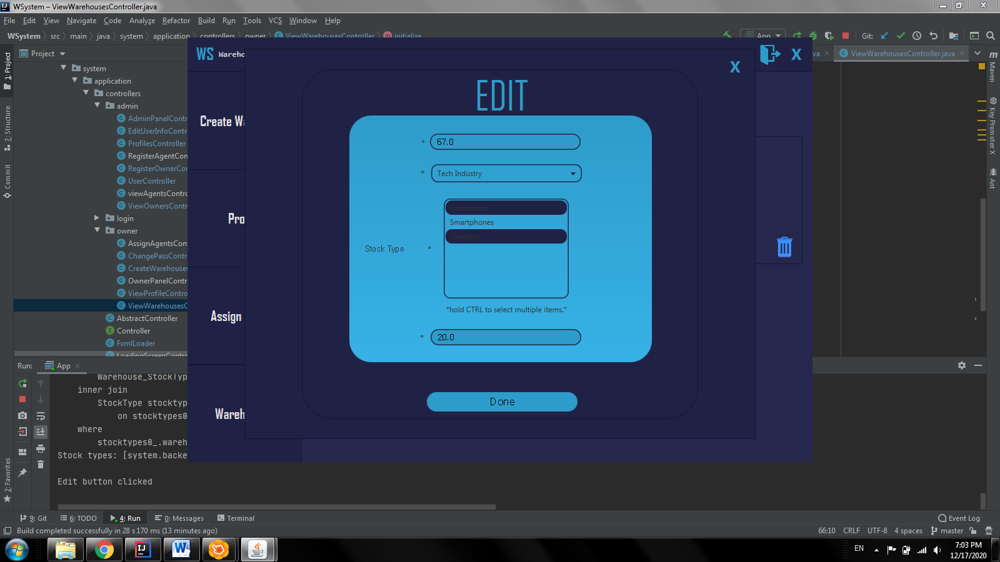 WSystem – ViewWarehousesController.java
File Edit View Navigate Code Analyze Refactor Build Run Tools VCS Window Help
WSystem src main java system application controllers owner ViewWarehousesController initialize
App
Git:
1: Project
Project
ViewWarehousesController.java
Maven
Key Promoter X
Ant
7: Structure
Commit
2: Favorites
system
application
controllers
admin
AdminPanelContr
EditUserInfoContr
ProfilesController
RegisterAgentCon
RegisterOwnerCor
UserController
viewAgentsContro
ViewOwnersContr
login
owner
AssignAgentsCont
ChangePassContr
CreateWarehouseC
OwnerPanelContr
ViewProfileContro
ViewWarehousesC
AbstractController
Controller
FxmlLoader
LoadingScreenContr
WS Wareho
X
Create Wa
Pro
Assign
Wareh
X
EDIT
* 67.0
* Tech Industry
Computers
Smartphones
Chargers
Stock Type *
*hold CTRL to select multiple items.*
* 20.0
Done
Run: App
Warehouse_StockTyp
inner join
StockType stocktyp
on stocktypes0
where
stocktypes0_.wareh
Stock types: [system.backe
Edit button clicked
9: Git 6: TODO 4: Run 0: Messages Terminal Event Log
Build completed successfully in 28 s 170 ms (13 minutes ago)
66:10 CRLF UTF-8 4 spaces master
EN
7:03 PM
12/17/2020